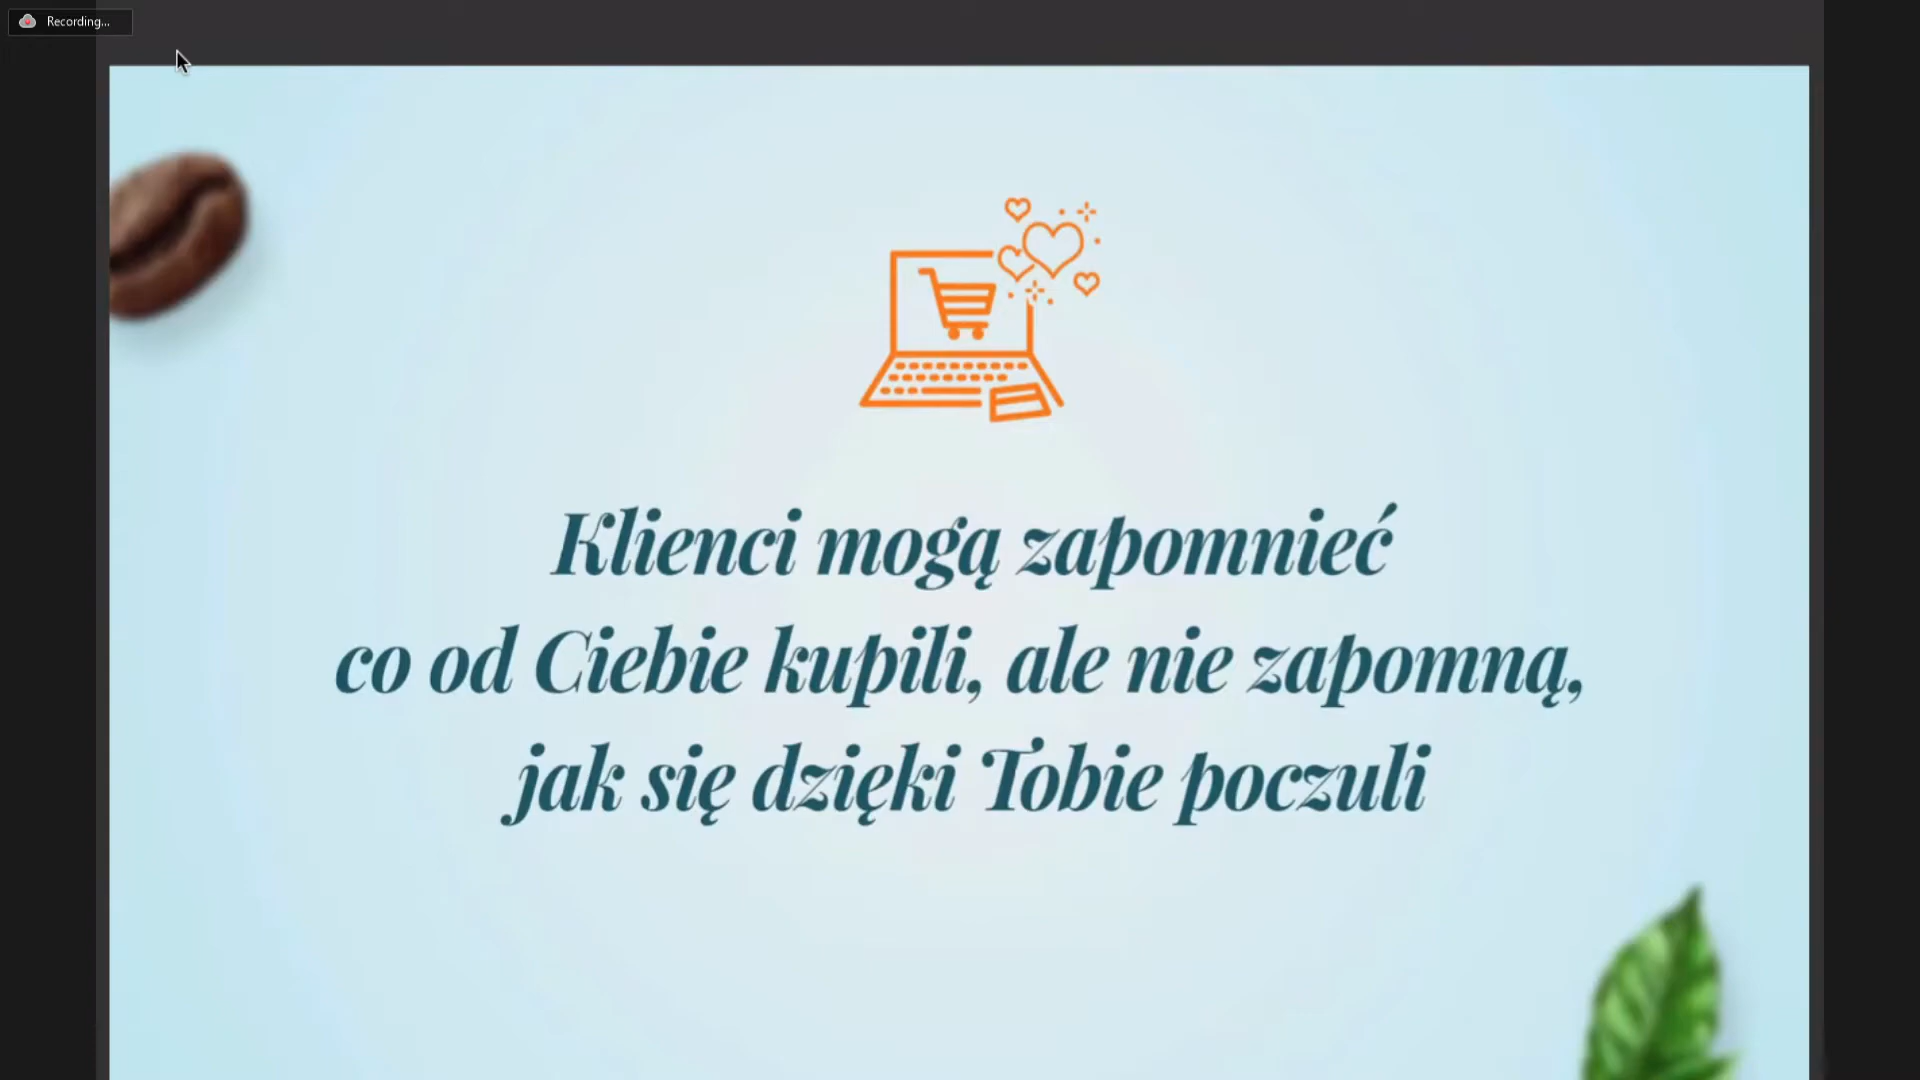 Recording...
Klienci mogą zapomnieć
co od Ciebie kupili, ale nie zapomną,
jak się dzięki Tobie poczuli